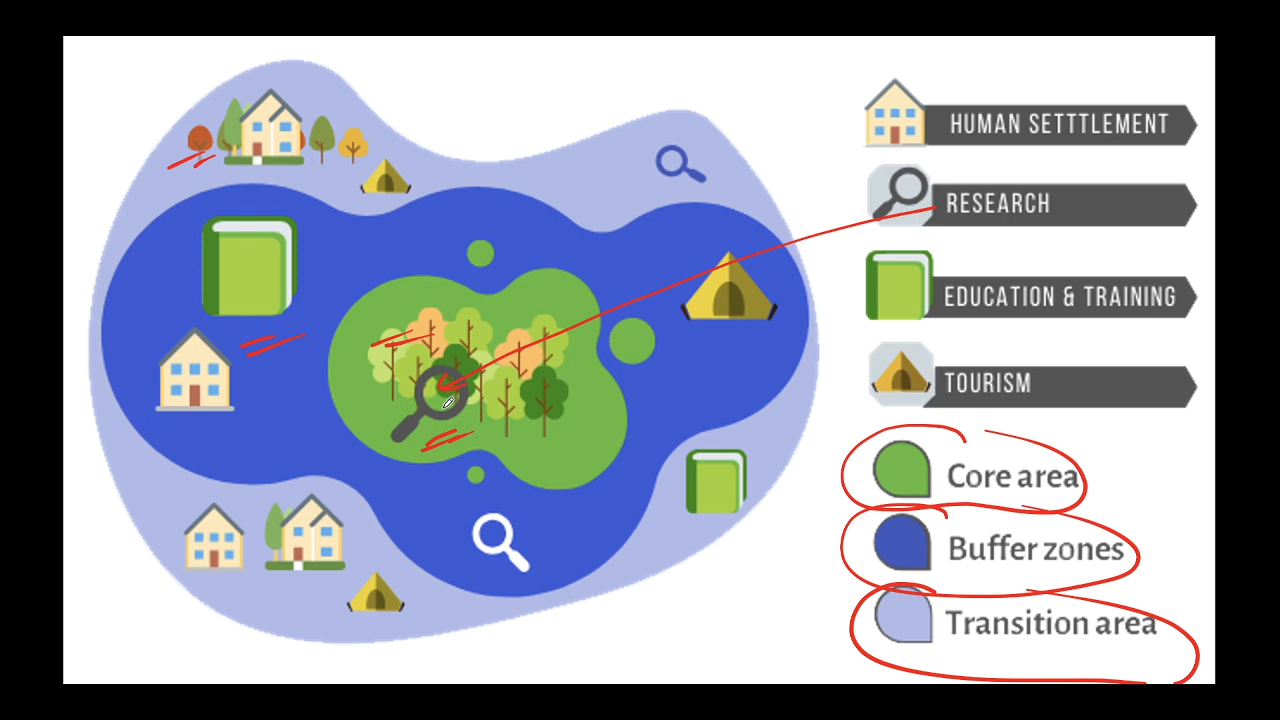 HUMAN SETTTLEMENT
RESEARCH
EDUCATION & TRAINING
TOURISM
Core area
Buffer zones
Transition area